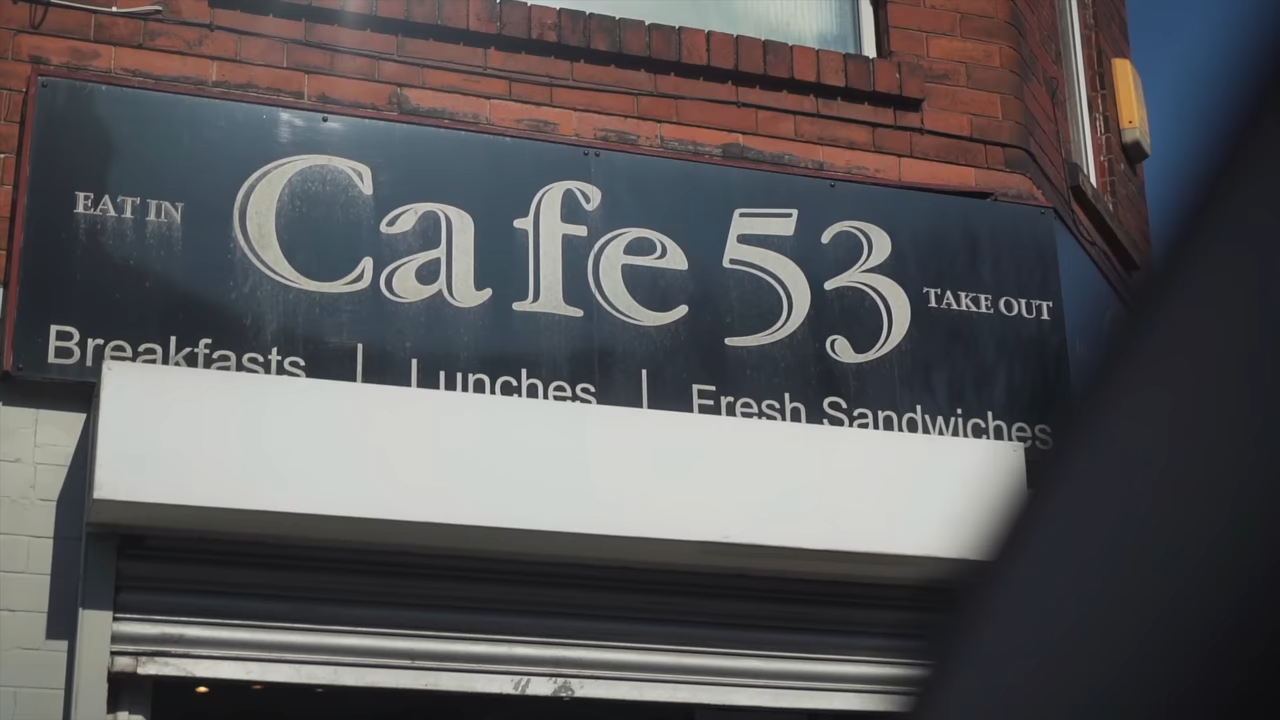 EAT IN Cafe 53 TAKE OUT
Breakfasts | Lunches | Fresh Sandwiches